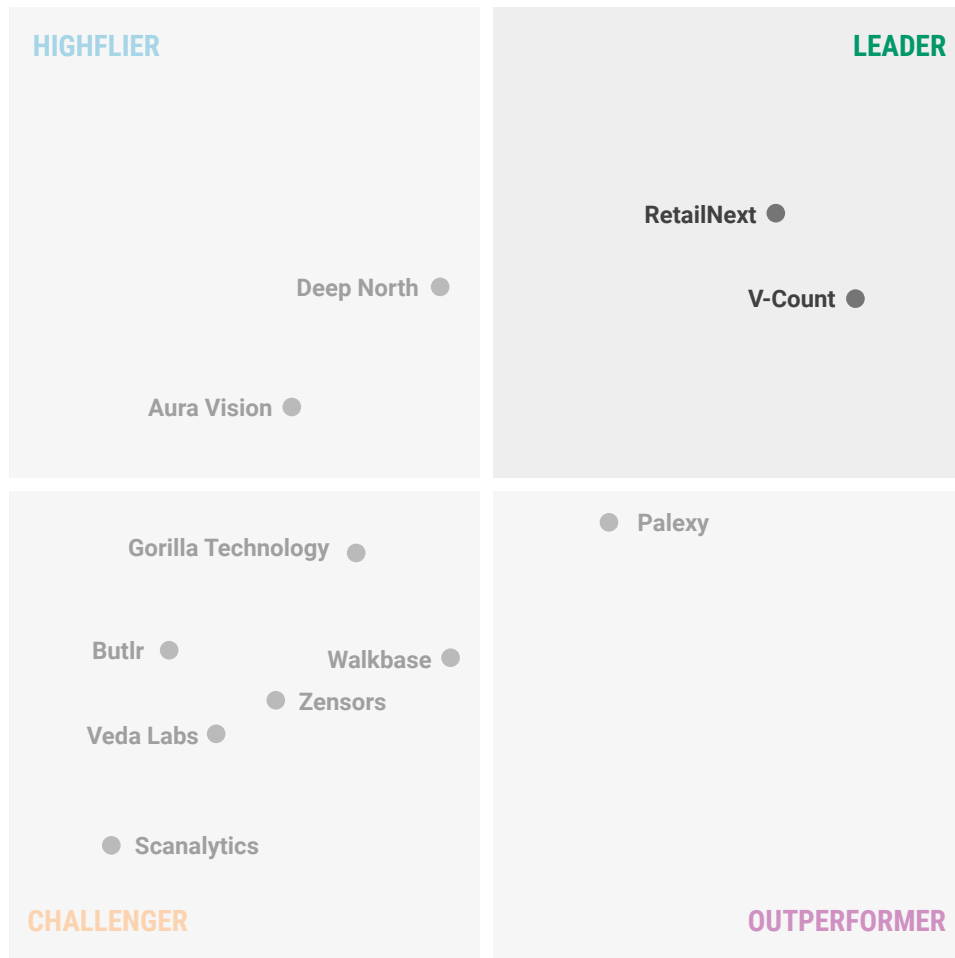 HIGHFLIER
LEADER
RetailNext
Deep North
V-Count
Aura Vision
Palexy
Gorilla Technology
Butlr
Walkbase
Zensors
Veda Labs
Scanalytics
CHALLENGER
OUTPERFORMER